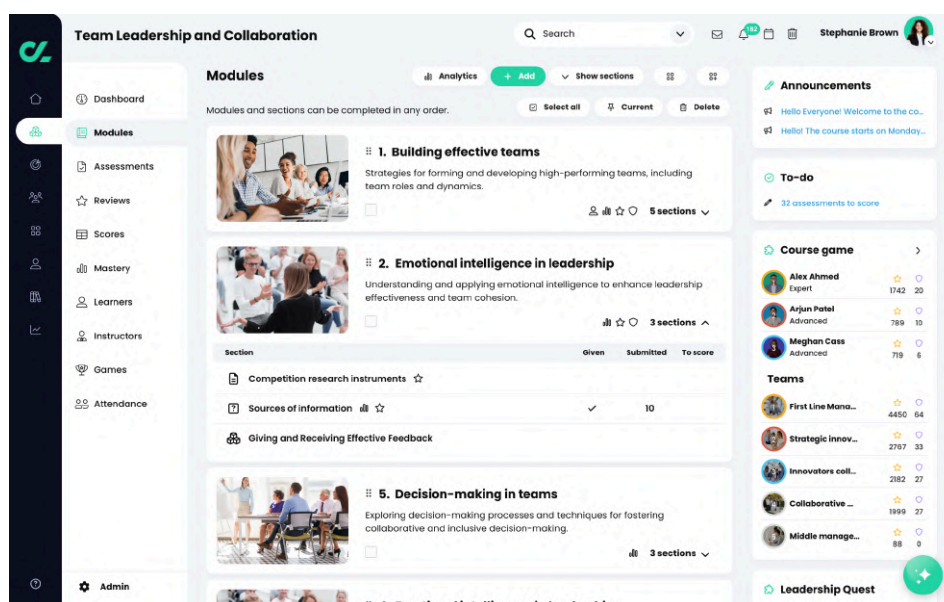 Team Leadership and Collaboration
Search
182
Stephanie Brown
Dashboard
Modules
Assessments
Reviews
Scores
Mastery
Learners
Instructors
Games
Attendance
Admin
Modules
Analytics
+ Add
Show sections
Modules and sections can be completed in any order.
Select all
Current
Delete
1. Building effective teams
Strategies for forming and developing high-performing teams, including
team roles and dynamics.
5 sections
2. Emotional intelligence in leadership
Understanding and applying emotional intelligence to enhance leadership
effectiveness and team cohesion.
3 sections
Section Given Submitted To score
Competition research instruments
Sources of information 10
Giving and Receiving Effective Feedback
5. Decision-making in teams
Exploring decision-making processes and techniques for fostering
collaborative and inclusive decision-making.
3 sections
Announcements
Hello Everyone! Welcome to the co...
Hello! The course starts on Monday...
To-do
32 assessments to score
Course game
Alex Ahmed
Expert
1742 20
Arjun Patel
Advanced
789 10
Meghan Cass
Advanced
719 6
Teams
First Line Mana...
4450 64
Strategic innov...
2767 33
Innovators coll...
2182 27
Collaborative ...
1999 27
Middle manage...
88 0
Leadership Quest